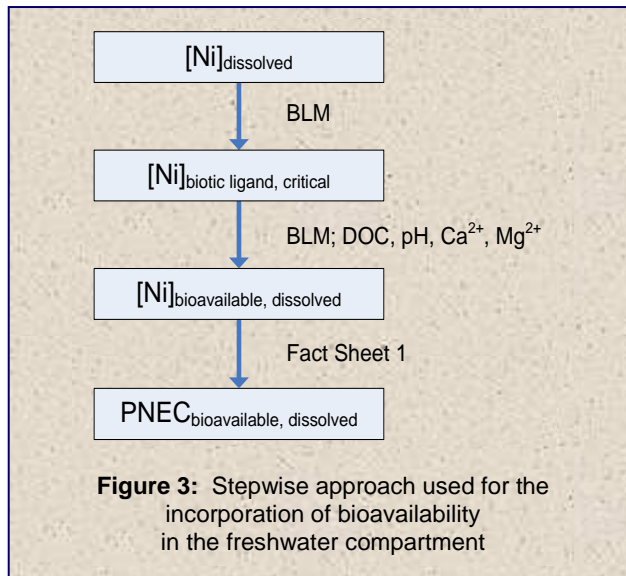 [Ni]dissolved
BLM
[Ni]biotic ligand, critical
BLM; DOC, pH, Ca²⁺, Mg²⁺
[Ni]bioavailable, dissolved
Fact Sheet 1
PNECbioavailable, dissolved
Figure 3: Stepwise approach used for the
incorporation of bioavailability
in the freshwater compartment